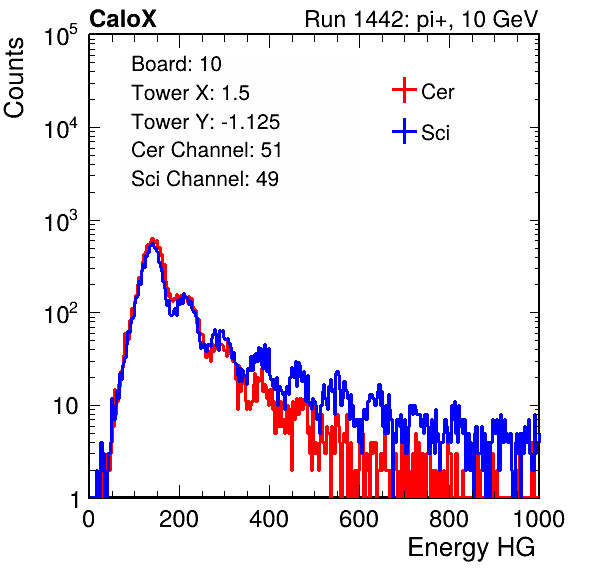 CaloX Run 1442: pi+, 10 GeV
Counts
Board: 10
Tower X: 1.5
Tower Y: -1.125
Cer Channel: 51
Sci Channel: 49
Cer
Sci
10^5
10^4
10^3
10^2
10
1
0 200 400 600 800 1000
Energy HG